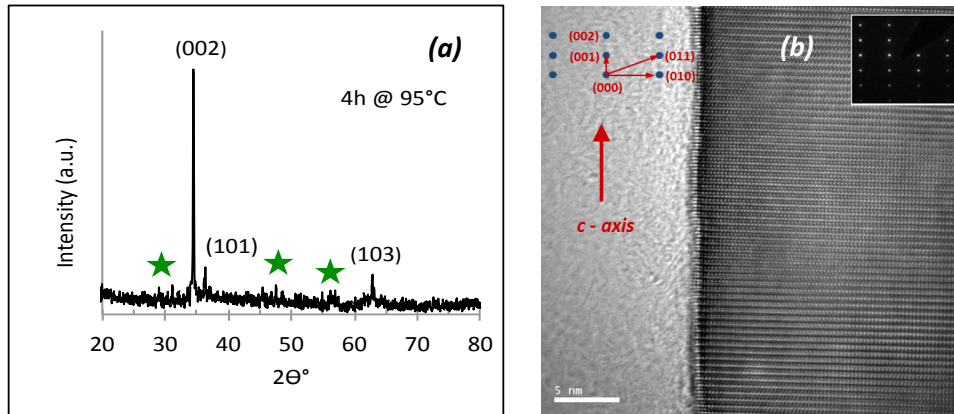 (a)
(002)
4h @ 95°C
(101)
(103)
Intensity (a.u.)
20 30 40 50 60 70 80
2Θ°
(b)
(002)
(001) (011)
(010)
(000)
c - axis
5 nm